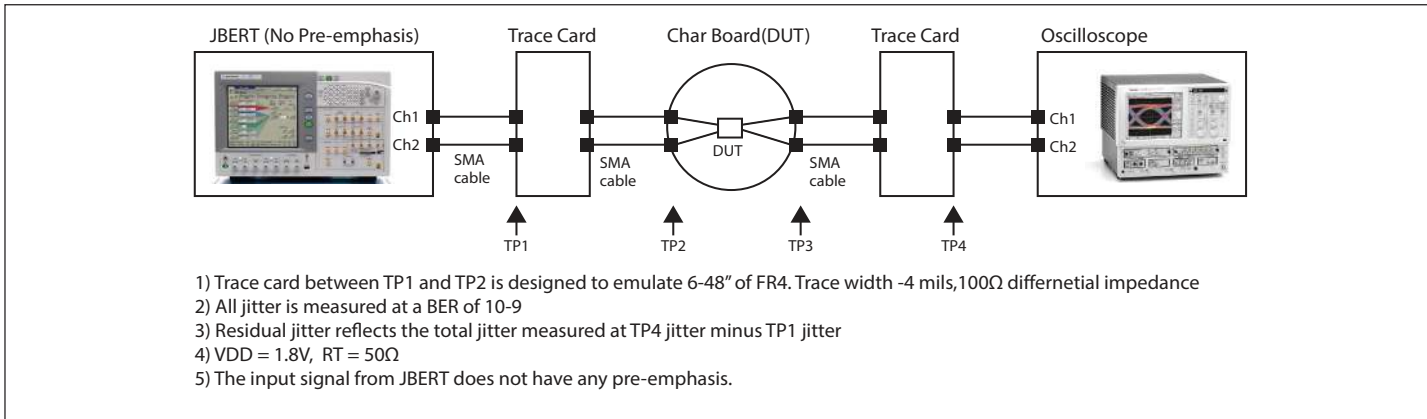 JBERT (No Pre-emphasis)
Trace Card
Char Board(DUT)
Trace Card
Oscilloscope
Ch1
Ch2
SMA
cable
SMA
cable
DUT
SMA
cable
Ch1
Ch2
TP1
TP2
TP3
TP4
1) Trace card between TP1 and TP2 is designed to emulate 6-48” of FR4. Trace width -4 mils,100Ω differnetial impedance
2) All jitter is measured at a BER of 10-9
3) Residual jitter reflects the total jitter measured at TP4 jitter minus TP1 jitter
4) VDD = 1.8V, RT = 50Ω
5) The input signal from JBERT does not have any pre-emphasis.